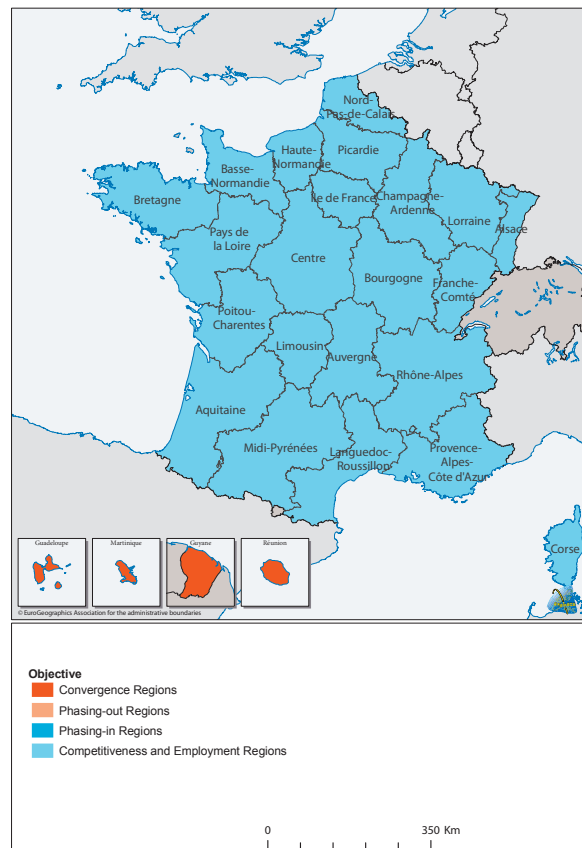 Nord-
Pas-de-Calais
Haute-
Normandie
Picardie
Basse-
Normandie
Bretagne
Île de France
Champagne-
Ardenne
Lorraine
Alsace
Pays de
la Loire
Centre
Bourgogne
Franche-
Comté
Poitou-
Charentes
Limousin
Auvergne
Rhône-Alpes
Aquitaine
Midi-Pyrénées
Languedoc-
Roussillon
Provence-
Alpes-
Côte d'Azur
Corse
Guadeloupe
Martinique
Guyane
Réunion
© EuroGeographics Association for the administrative boundaries
Objective
Convergence Regions
Phasing-out Regions
Phasing-in Regions
Competitiveness and Employment Regions
0 350 Km